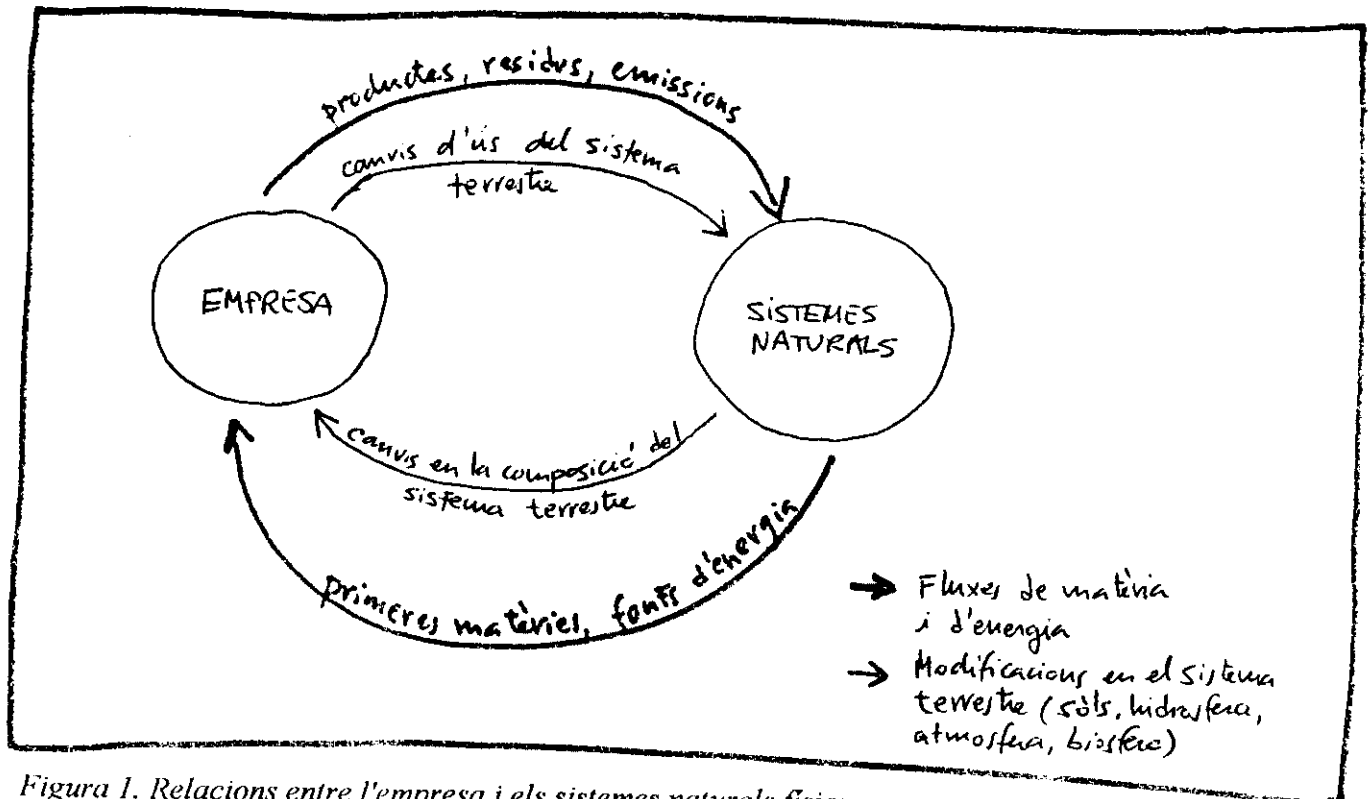 productes, residus, emissions
canvis d'ús del sistema
terrestre
EMPRESA
SISTEMES
NATURALS
canvis en la composició del
sistema terrestre
primeres matèries, fonts d'energia
Fluxes de matèria
i d'energia
Modificacions en el sistema
terrestre (sòls, hidrosfera,
atmosfera, biosfera)
Figura 1. Relacions entre l'empresa i els sistemes naturals